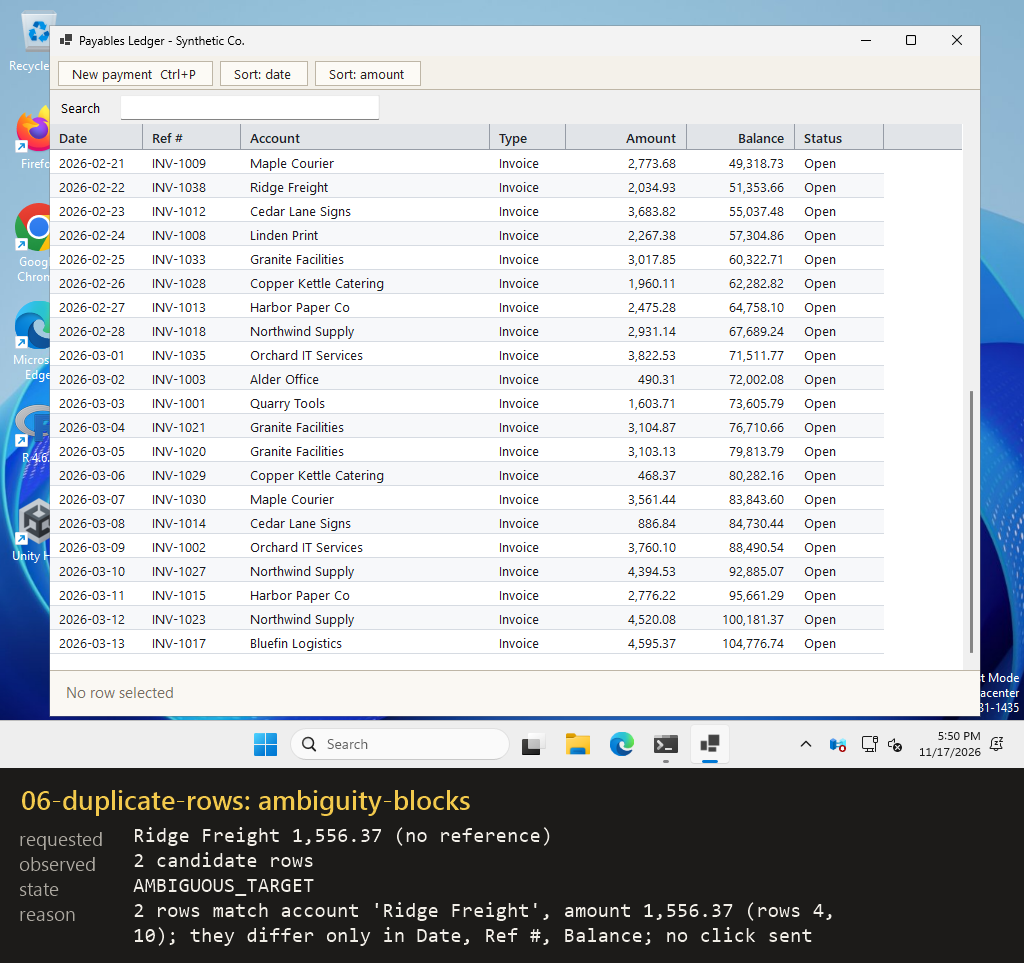 Payables Ledger - Synthetic Co.
New payment Ctrl+P Sort: date Sort: amount
Search
Date Ref # Account Type Amount Balance Status
2026-02-21 INV-1009 Maple Courier Invoice 2,773.68 49,318.73 Open
2026-02-22 INV-1038 Ridge Freight Invoice 2,034.93 51,353.66 Open
2026-02-23 INV-1012 Cedar Lane Signs Invoice 3,683.82 55,037.48 Open
2026-02-24 INV-1008 Linden Print Invoice 2,267.38 57,304.86 Open
2026-02-25 INV-1033 Granite Facilities Invoice 3,017.85 60,322.71 Open
2026-02-26 INV-1028 Copper Kettle Catering Invoice 1,960.11 62,282.82 Open
2026-02-27 INV-1013 Harbor Paper Co Invoice 2,475.28 64,758.10 Open
2026-02-28 INV-1018 Northwind Supply Invoice 2,931.14 67,689.24 Open
2026-03-01 INV-1035 Orchard IT Services Invoice 3,822.53 71,511.77 Open
2026-03-02 INV-1003 Alder Office Invoice 490.31 72,002.08 Open
2026-03-03 INV-1001 Quarry Tools Invoice 1,603.71 73,605.79 Open
2026-03-04 INV-1021 Granite Facilities Invoice 3,104.87 76,710.66 Open
2026-03-05 INV-1020 Granite Facilities Invoice 3,103.13 79,813.79 Open
2026-03-06 INV-1029 Copper Kettle Catering Invoice 468.37 80,282.16 Open
2026-03-07 INV-1030 Maple Courier Invoice 3,561.44 83,843.60 Open
2026-03-08 INV-1014 Cedar Lane Signs Invoice 886.84 84,730.44 Open
2026-03-09 INV-1002 Orchard IT Services Invoice 3,760.10 88,490.54 Open
2026-03-10 INV-1027 Northwind Supply Invoice 4,394.53 92,885.07 Open
2026-03-11 INV-1015 Harbor Paper Co Invoice 2,776.22 95,661.29 Open
2026-03-12 INV-1023 Northwind Supply Invoice 4,520.08 100,181.37 Open
2026-03-13 INV-1017 Bluefin Logistics Invoice 4,595.37 104,776.74 Open
No row selected
Recycle
Firefo
Goog
Chron
Micros
Edge
R 4.6.
Unity H
t Mode
acenter
31-1435
Search
5:50 PM
11/17/2026
06-duplicate-rows: ambiguity-blocks
requested Ridge Freight 1,556.37 (no reference)
observed 2 candidate rows
state AMBIGUOUS_TARGET
reason 2 rows match account 'Ridge Freight', amount 1,556.37 (rows 4,
10); they differ only in Date, Ref #, Balance; no click sent